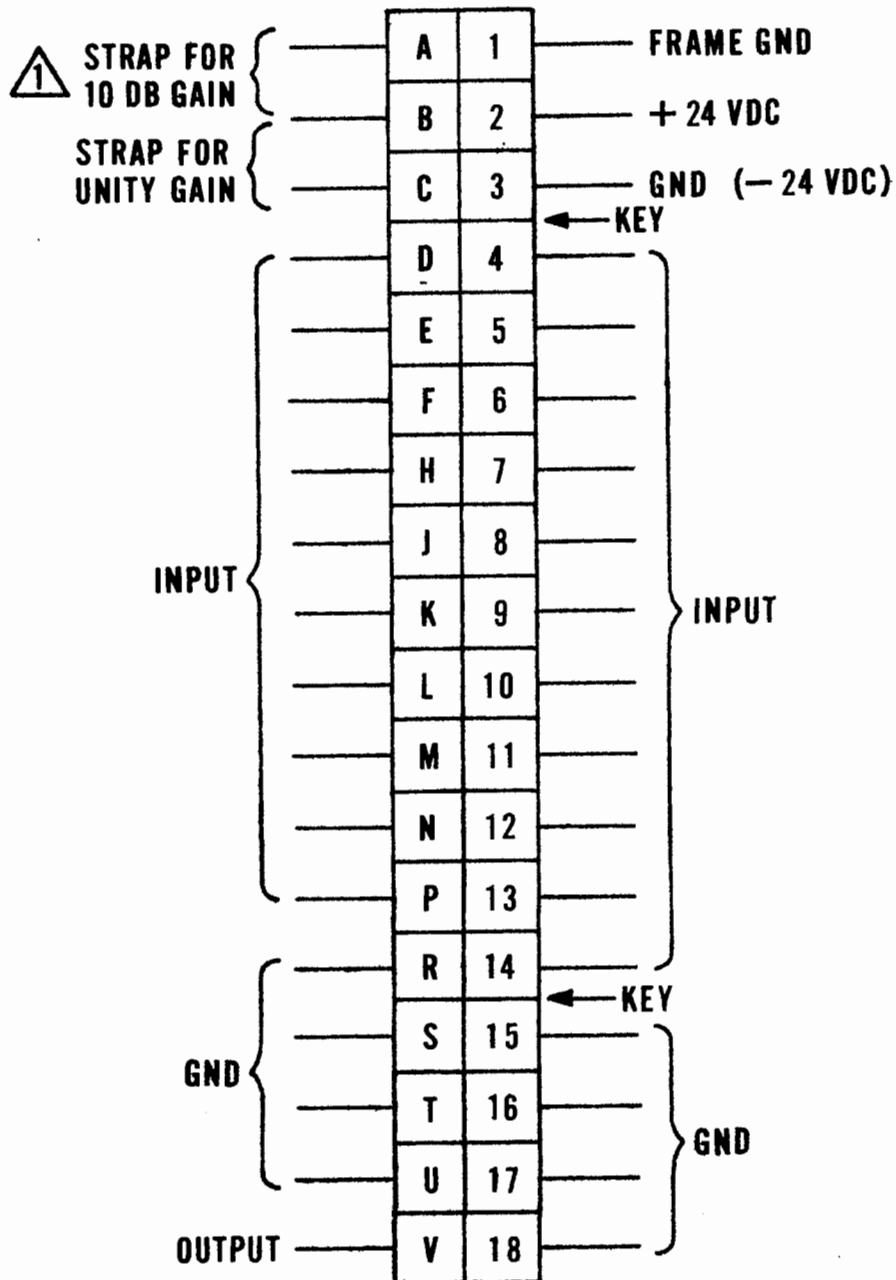 1 STRAP FOR
10 DB GAIN
STRAP FOR
UNITY GAIN
A 1 FRAME GND
B 2 + 24 VDC
C 3 GND (— 24 VDC)
KEY
D 4
E 5
F 6
H 7
J 8
INPUT
K 9 INPUT
L 10
M 11
N 12
P 13
R 14
KEY
S 15
GND
T 16
GND
U 17
OUTPUT V 18